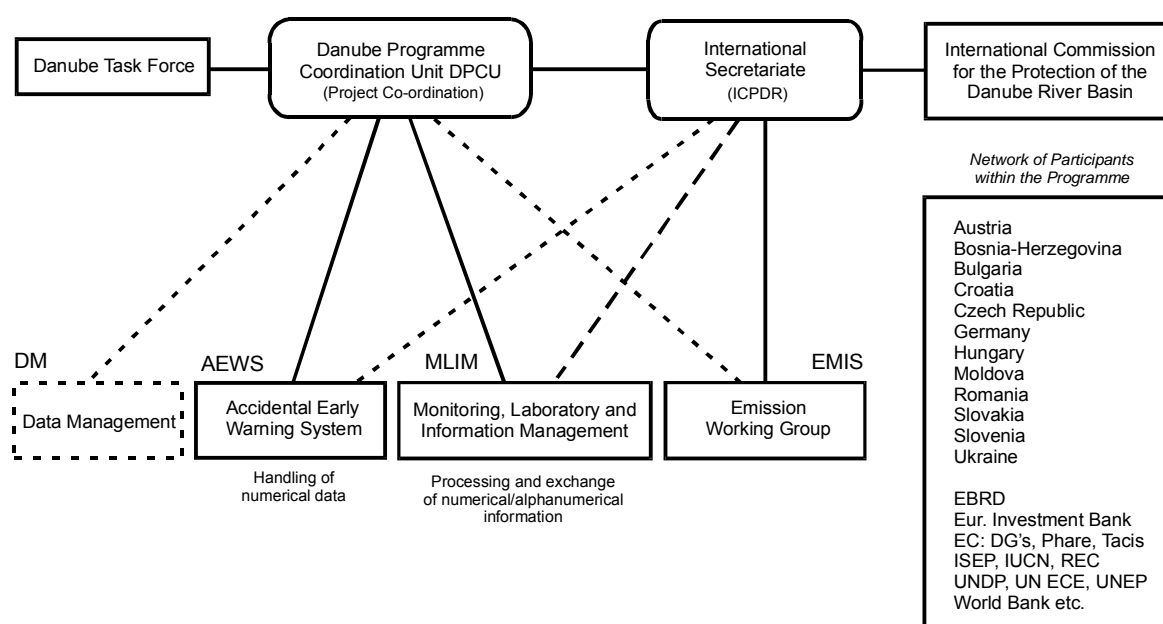 Danube Task Force
Danube Programme
Coordination Unit DPCU
(Project Co-ordination)
International
Secretariate
(ICPDR)
International Commission
for the Protection of the
Danube River Basin
Network of Participants
within the Programme
Austria
Bosnia-Herzegovina
Bulgaria
Croatia
Czech Republic
Germany
Hungary
Moldova
Romania
Slovakia
Slovenia
Ukraine
EBRD
Eur. Investment Bank
EC: DG's, Phare, Tacis
ISEP, IUCN, REC
UNDP, UN ECE, UNEP
World Bank etc.
DM
Data Management
AEWS
Accidental Early
Warning System
Handling of
numerical data
MLIM
Monitoring, Laboratory and
Information Management
Processing and exchange
of numerical/alphanumerical
information
EMIS
Emission
Working Group